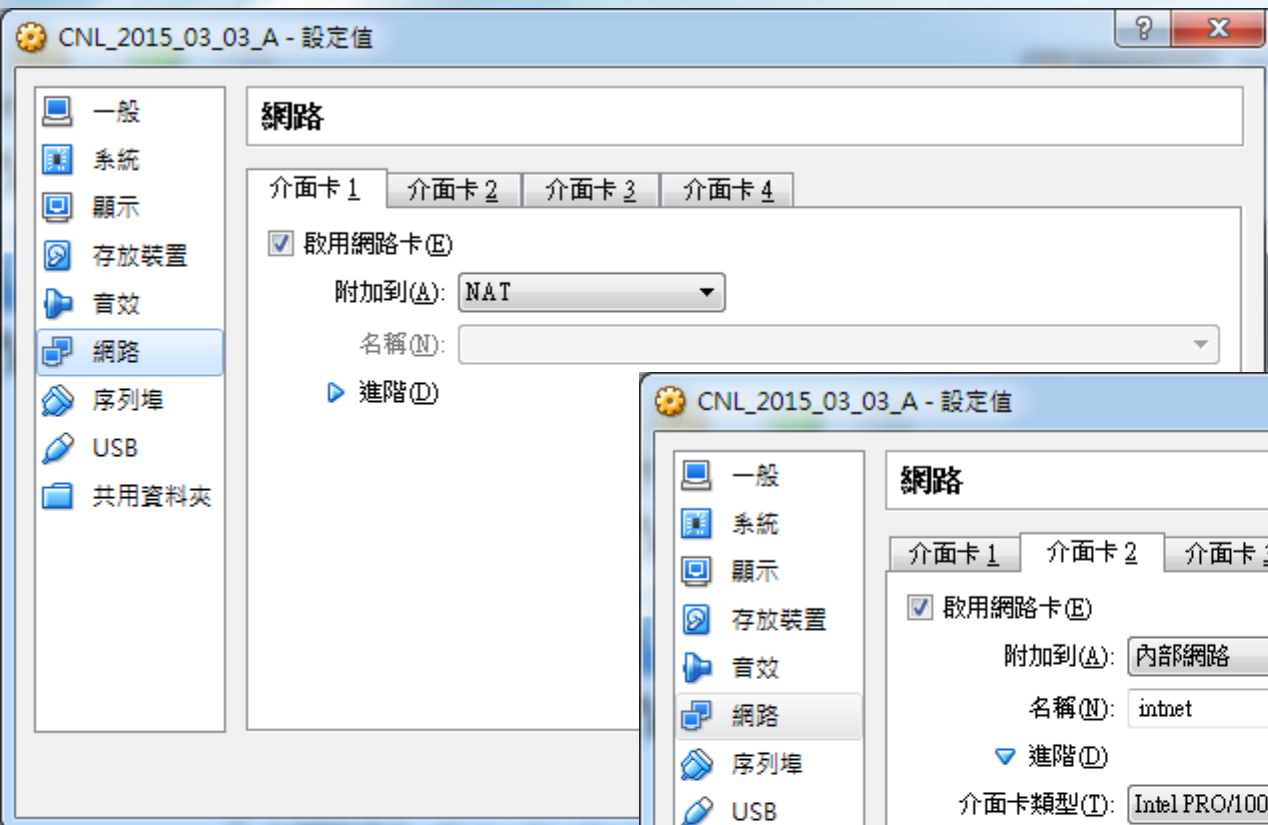 CNL_2015_03_03_A - 設定值
一般
系統
顯示
存放裝置
音效
網路
序列埠
USB
共用資料夾
網路
介面卡 1 介面卡 2 介面卡 3 介面卡 4
啟用網路卡(E)
附加到(A): NAT
名稱(N):
進階(D)
CNL_2015_03_03_A - 設定值
一般
系統
顯示
存放裝置
音效
網路
序列埠
USB
網路
介面卡 1 介面卡 2 介面卡
啟用網路卡(E)
附加到(A): 內部網路
名稱(N): intnet
進階(D)
介面卡類型(T): Intel PRO/100